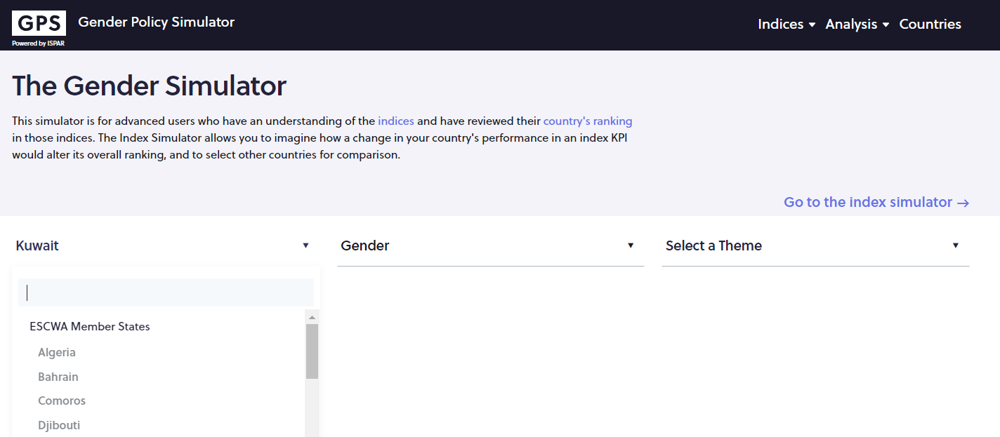 GPS
Powered by ISPAR
Gender Policy Simulator
Indices
Analysis
Countries
The Gender Simulator
This simulator is for advanced users who have an understanding of the indices and have reviewed their country's ranking
in those indices. The Index Simulator allows you to imagine how a change in your country's performance in an index KPI
would alter its overall ranking, and to select other countries for comparison.
Go to the index simulator →
Kuwait
Gender
Select a Theme
ESCWA Member States
Algeria
Bahrain
Comoros
Djibouti